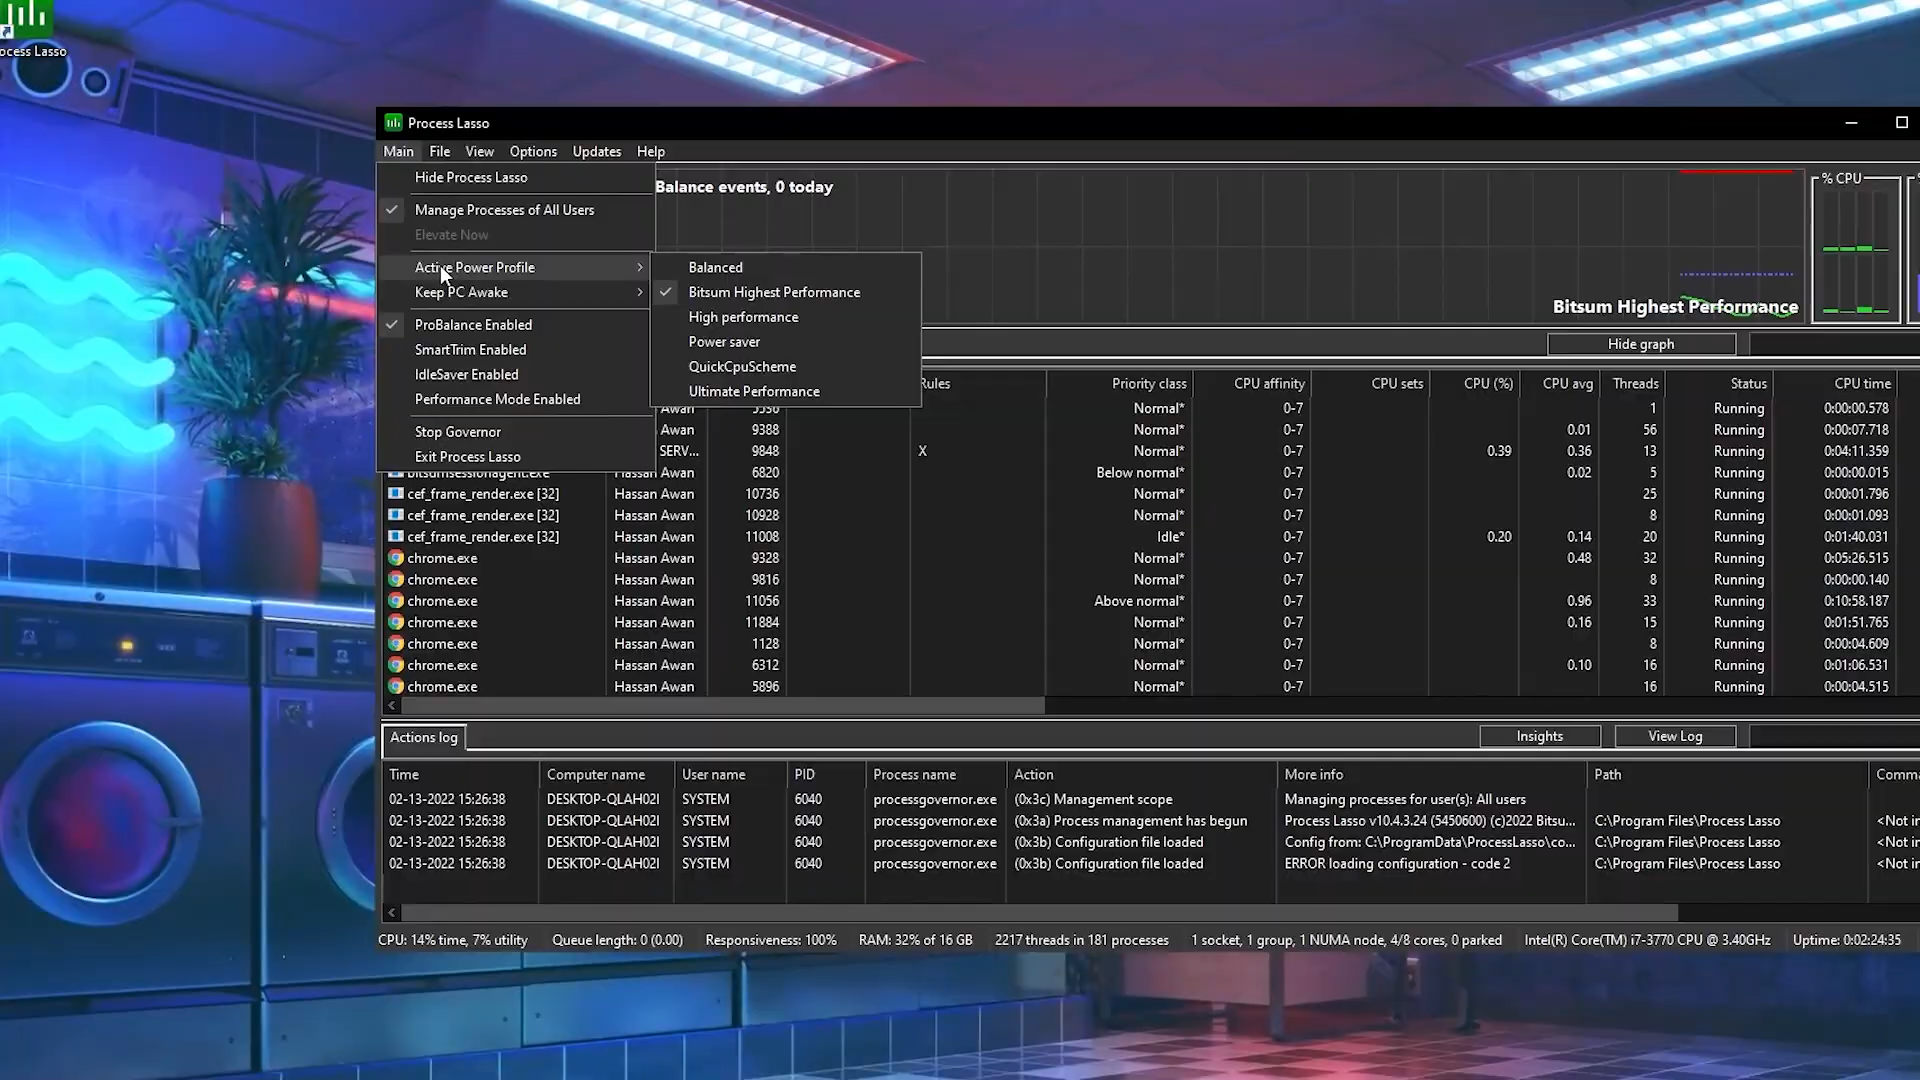 ocess Lasso
Process Lasso
Main File View Options Updates Help
Hide Process Lasso
Manage Processes of All Users
Elevate Now
Active Power Profile
Keep PC Awake
ProBalance Enabled
SmartTrim Enabled
IdleSaver Enabled
Performance Mode Enabled
Stop Governor
Exit Process Lasso
Balanced
Bitsum Highest Performance
High performance
Power saver
QuickCpuScheme
Ultimate Performance
Balance events, 0 today
% CPU
Bitsum Highest Performance
Hide graph
Rules Priority class CPU affinity CPU sets CPU (%) CPU avg Threads Status CPU time
Awan 5536 Normal* 0-7 1 Running 0:00:00.578
Awan 9388 Normal* 0-7 0.01 56 Running 0:00:07.718
SERV... 9848 X Normal* 0-7 0.39 0.36 13 Running 0:04:11.359
bitsumsessionagent.exe 6820 Below normal* 0-7 0.02 5 Running 0:00:00.015
cef_frame_render.exe [32] Hassan Awan 10736 Normal* 0-7 25 Running 0:00:01.796
cef_frame_render.exe [32] Hassan Awan 10928 Normal* 0-7 8 Running 0:00:01.093
cef_frame_render.exe [32] Hassan Awan 11008 Idle* 0-7 0.20 0.14 20 Running 0:01:40.031
chrome.exe Hassan Awan 9328 Normal* 0-7 0.48 32 Running 0:05:26.515
chrome.exe Hassan Awan 9816 Normal* 0-7 8 Running 0:00:00.140
chrome.exe Hassan Awan 11056 Above normal* 0-7 0.96 33 Running 0:10:58.187
chrome.exe Hassan Awan 11884 Normal* 0-7 0.16 15 Running 0:01:51.765
chrome.exe Hassan Awan 1128 Normal* 0-7 8 Running 0:00:04.609
chrome.exe Hassan Awan 6312 Normal* 0-7 0.10 16 Running 0:01:06.531
chrome.exe Hassan Awan 5896 Normal* 0-7 16 Running 0:00:04.515
Actions log Insights View Log
Time Computer name User name PID Process name Action More info Path Comma
02-13-2022 15:26:38 DESKTOP-QLAH02I SYSTEM 6040 processgovernor.exe (0x3c) Management scope Managing processes for user(s): All users
02-13-2022 15:26:38 DESKTOP-QLAH02I SYSTEM 6040 processgovernor.exe (0x3a) Process management has begun Process Lasso v10.4.3.24 (5450600) (c)2022 Bitsu... C:\Program Files\Process Lasso <Not in
02-13-2022 15:26:38 DESKTOP-QLAH02I SYSTEM 6040 processgovernor.exe (0x3b) Configuration file loaded Config from: C:\ProgramData\ProcessLasso\co... C:\Program Files\Process Lasso <Not in
02-13-2022 15:26:38 DESKTOP-QLAH02I SYSTEM 6040 processgovernor.exe (0x3b) Configuration file loaded ERROR loading configuration - code 2 C:\Program Files\Process Lasso <Not in
CPU: 14% time, 7% utility Queue length: 0 (0.00) Responsiveness: 100% RAM: 32% of 16 GB 2217 threads in 181 processes 1 socket, 1 group, 1 NUMA node, 4/8 cores, 0 parked Intel(R) Core(TM) i7-3770 CPU @ 3.40GHz Uptime: 0:02:24:35